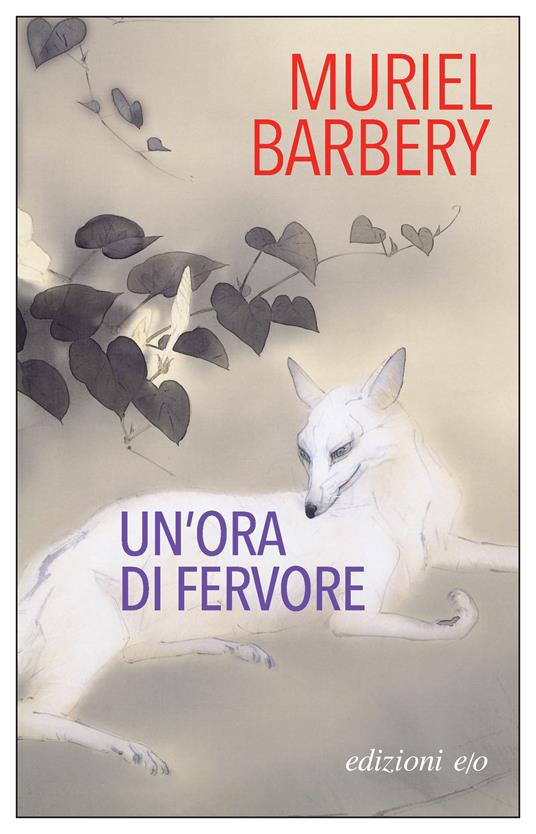 MURIEL
BARBERY
UN'ORA
DI FERVORE
edizioni e/o